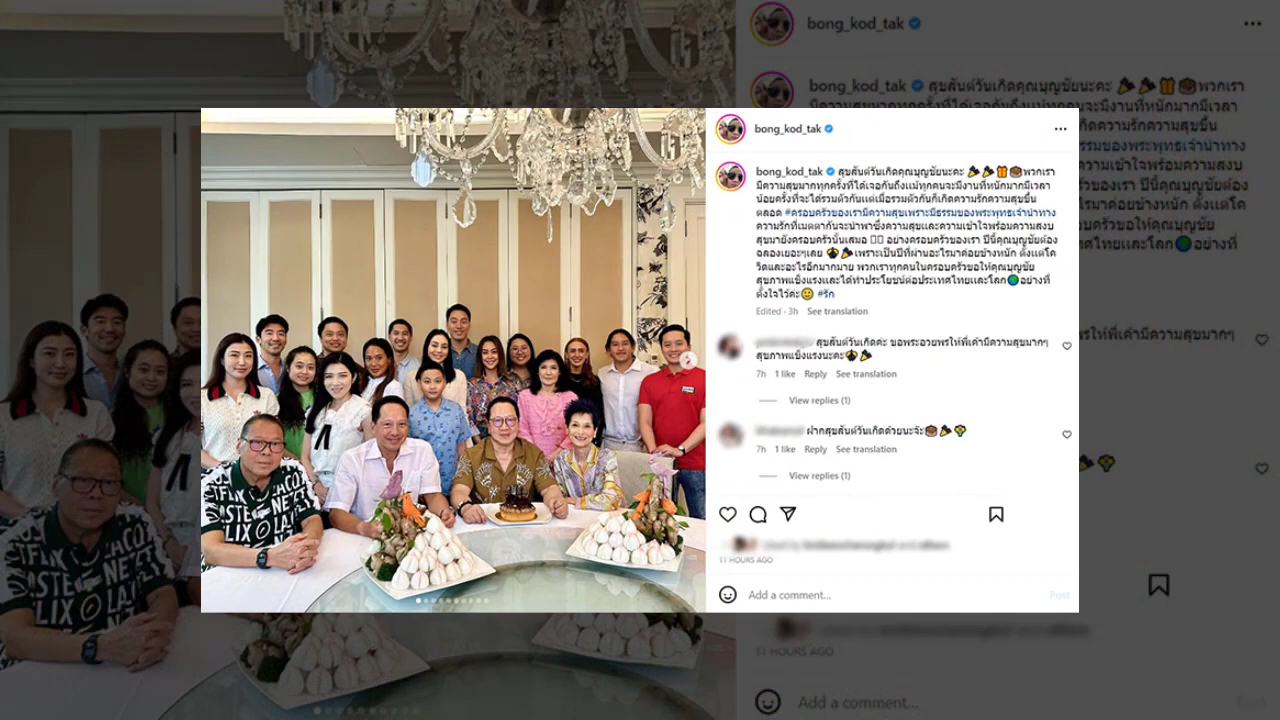 bong_kod_tak
bong_kod_tak สุขสันต์วันเกิดคุณบุญชัยนะคะ 🎉🎉🎁🎂พวกเรา
มีความสุขมากทุกครั้งที่ได้เจอกันถึงแม้ทุกคนจะมีงานที่หนักมากมีเวลา
น้อยครั้งที่จะได้รวมตัวกันแต่เมื่อรวมตัวกันก็เกิดความรักความสุขขึ้น
ตลอด #ครอบครัวของเรามีความสุขเพราะมีธรรมของพระพุทธเจ้านำทาง
ความรักที่เมตตากันจะนำพาซึ่งความสุขและความเข้าใจพร้อมความสงบ
สุขมายังครอบครัวนั้นเสมอ อย่างครอบครัวของเรา ปีนี้คุณบุญชัยต้อง
ฉลองเยอะๆเลย 🎉เพราะเป็นปีที่ผ่านอะไรมาค่อยข้างหนัก ตั้งแต่โค
วิดและอะไรอีกมากมาย พวกเราทุกคนในครอบครัวขอให้คุณบุญชัย
สุขภาพแข็งแรงและได้ทำประโยชน์ต่อประเทศไทยและโลก🌍อย่างที่
ตั้งใจไว้ค่ะ🙂 #รัก
Edited · 3h See translation
สุขสันต์วันเกิดค่ะ ขอพระอวยพรให้พี่เค้ามีความสุขมากๆ
สุขภาพแข็งแรงนะคะ🎉
7h 1 like Reply See translation
View replies (1)
ฝากสุขสันต์วันเกิดด้วยนะจ๊ะ🎂🎉💐
7h 1 like Reply See translation
View replies (1)
11 HOURS AGO
Add a comment...
Post